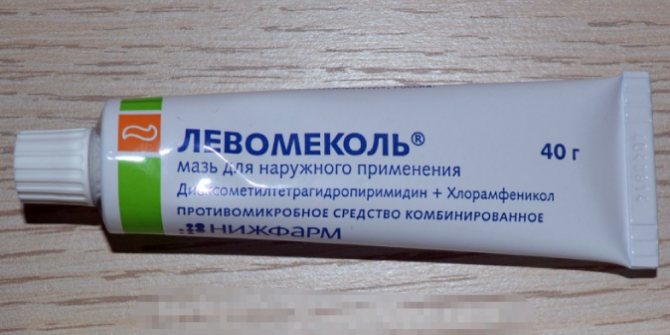 ЛЕВОМЕКОЛЬ®
мазь для наружного применения
40 г
Диоксометилтетрагидропиримидин + Хлорамфеникол
ПРОТИВОМИКРОБНОЕ СРЕДСТВО КОМБИНИРОВАННОЕ
НИЖФАРМ